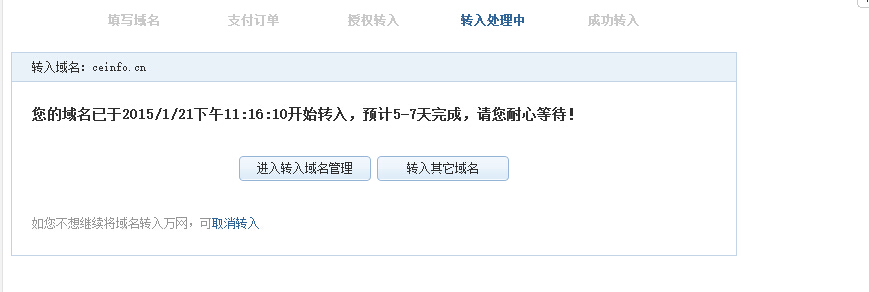 填写域名 支付订单 授权转入 转入处理中 成功转入
转入域名：ceinfo.cn
您的域名已于2015/1/21下午11:16:10开始转入，预计5-7天完成，请您耐心等待！
进入转入域名管理 转入其它域名
如您不想继续将域名转入万网，可取消转入